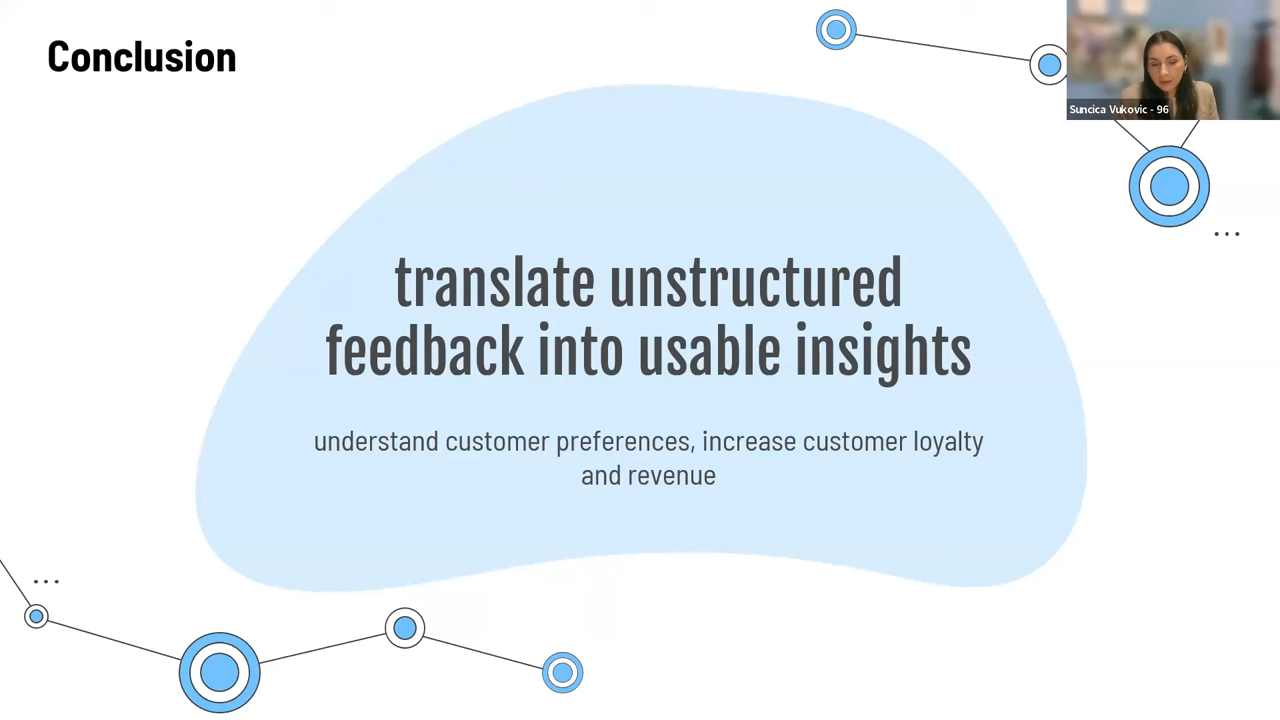 Conclusion
Suncica Vukovic - 96
translate unstructured
feedback into usable insights
understand customer preferences, increase customer loyalty
and revenue